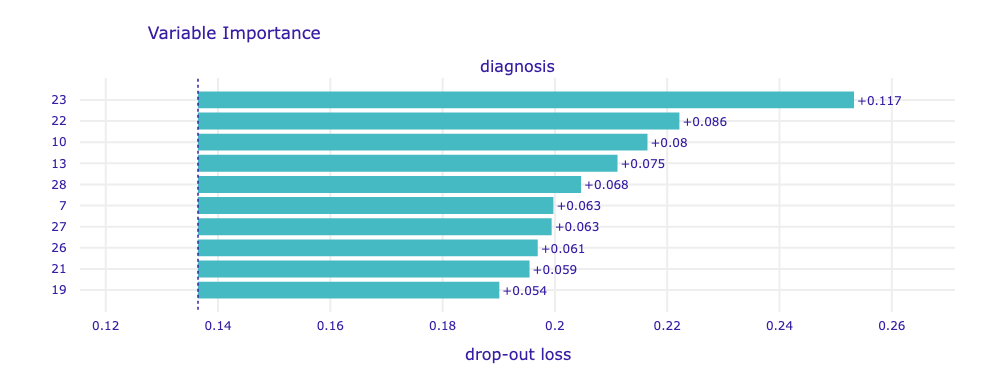 Variable Importance
diagnosis
23 +0.117
22 +0.086
10 +0.08
13 +0.075
28 +0.068
7 +0.063
27 +0.063
26 +0.061
21 +0.059
19 +0.054
0.12 0.14 0.16 0.18 0.2 0.22 0.24 0.26
drop-out loss